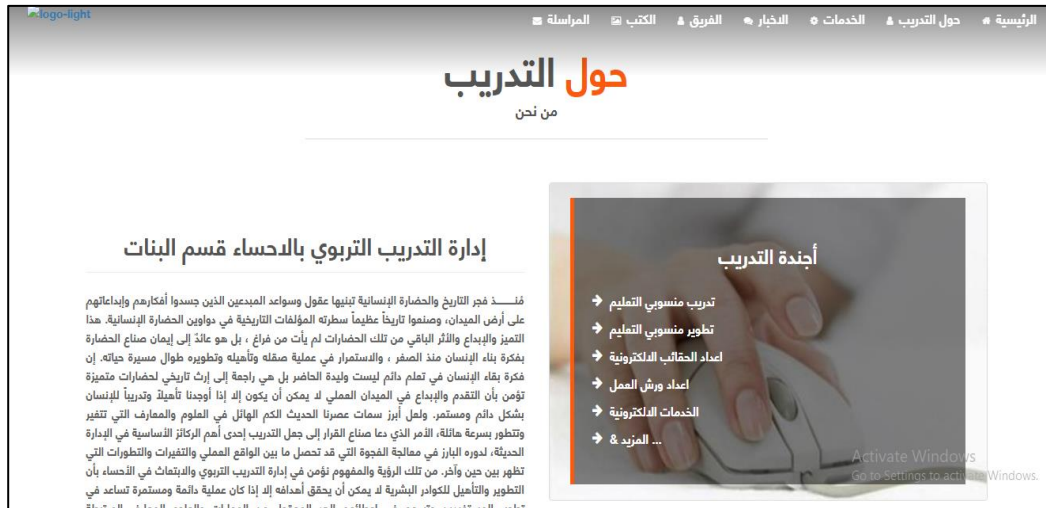 logo-light
الرئيسية حول التدريب الخدمات الاخبار الفريق الكتب المراسلة
حول التدريب
من نحن
أجندة التدريب
تدريب منسوبي التعليم
تطوير منسوبي التعليم
اعداد الحقائب الالكترونية
اعداد ورش العمل
الخدمات الالكترونية
... المزيد &
إدارة التدريب التربوي بالاحساء قسم البنات
مُنـــــذ فجر التاريخ والحضارة الإنسانية تبنيها عقول وسواعد المبدعين الذين جسدوا أفكارهم وإبداعاتهم
على أرض الميدان، وصنعوا تاريخاً عظيماً سطرته المؤلفات التاريخية في دواوين الحضارة الإنسانية. هذا
التميز والإبداع والأثر الباقي من تلك الحضارات لم يأت من فراغ ، بل هو عائدٌ إلى إيمان صناع الحضارة
بفكرة بناء الإنسان منذ الصغر ، والاستمرار في عملية صقله وتأهيله وتطويره طوال مسيرة حياته. إن
فكرة بقاء الإنسان في تعلم دائم ليست وليدة الحاضر بل هي راجعة إلى إرث تاريخي لحضارات متميزة
تؤمن بأن التقدم والإبداع في الميدان العملي لا يمكن أن يكون إلا إذا أوجدنا تأهيلاً وتدريباً للإنسان
بشكل دائم ومستمر. ولعل أبرز سمات عصرنا الحديث الكم الهائل في العلوم والمعارف التي تتغير
وتتطور بسرعة هائلة، الأمر الذي دعا صناع القرار إلى جعل التدريب إحدى أهم الركائز الأساسية في الإدارة
الحديثة، لدوره البارز في معالجة الفجوة التي قد تحصل ما بين الواقع العملي والتغيرات والتطورات التي
تظهر بين حين وآخر. من تلك الرؤية والمفهوم نؤمن في إدارة التدريب التربوي والابتعاث في الأحساء بأن
التطوير والتأهيل للكوادر البشرية لا يمكن أن يحقق أهدافه إلا إذا كان عملية دائمة ومستمرة تساعد في
Activate Windows
Go to Settings to activate Windows.